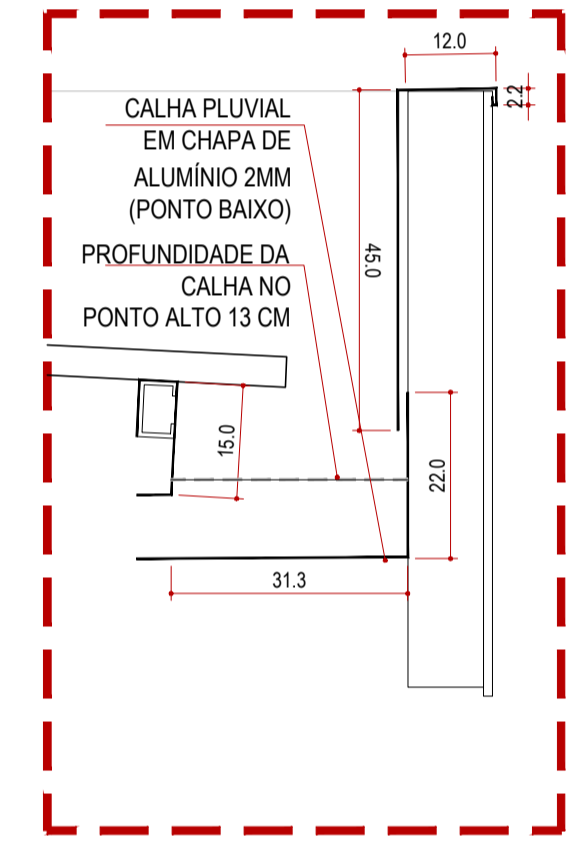 12.0
2.2
CALHA PLUVIAL
EM CHAPA DE
ALUMÍNIO 2MM
(PONTO BAIXO)
PROFUNDIDADE DA
CALHA NO
PONTO ALTO 13 CM
45.0
15.0
22.0
31.3